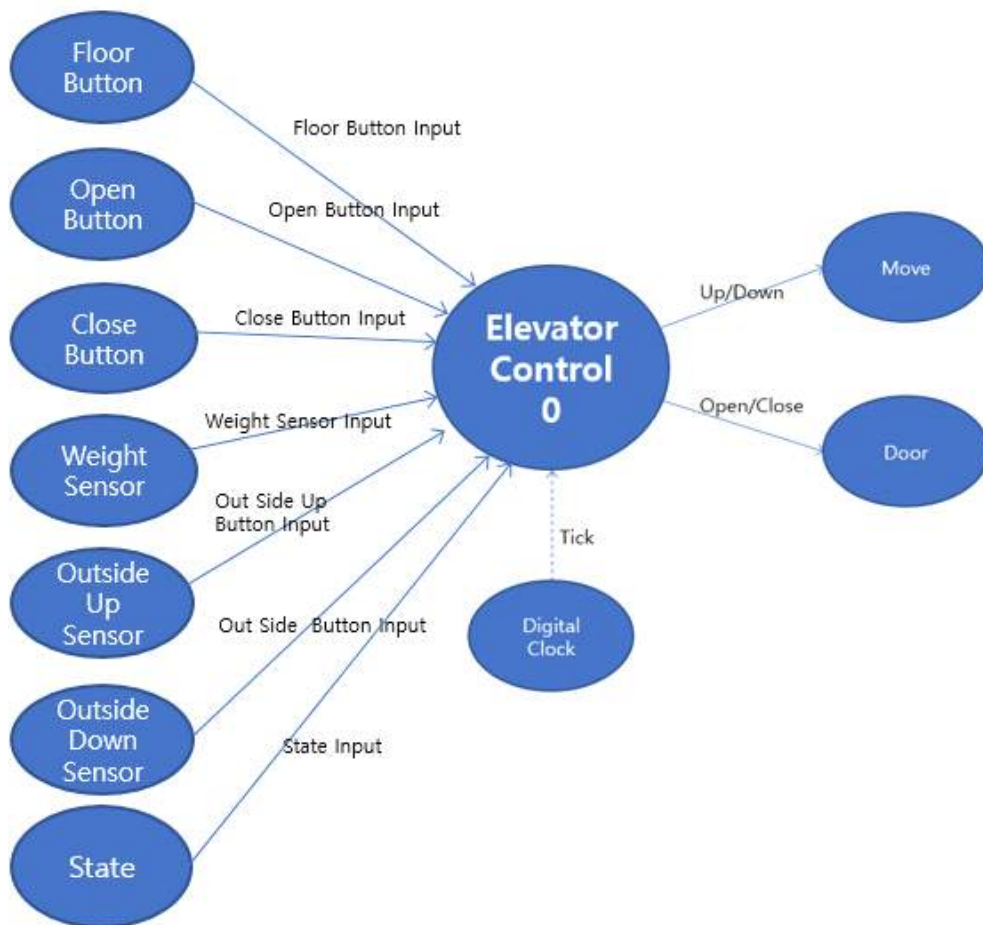 Floor
Button
Floor Button Input
Open
Button
Open Button Input
Close
Button
Close Button Input
Weight
Sensor
Weight Sensor Input
Outside
Up
Sensor
Out Side Up
Button Input
Outside
Down
Sensor
Out Side  Button Input
State
State Input
Elevator
Control
0
Tick
Digital
Clock
Up/Down
Move
Open/Close
Door